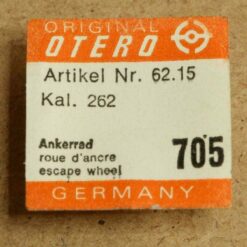 ORIGINAL
OTERO
Artikel Nr. 62.15
Kal. 262
Ankerrad
roue d'ancre
escape wheel
705
GERMANY